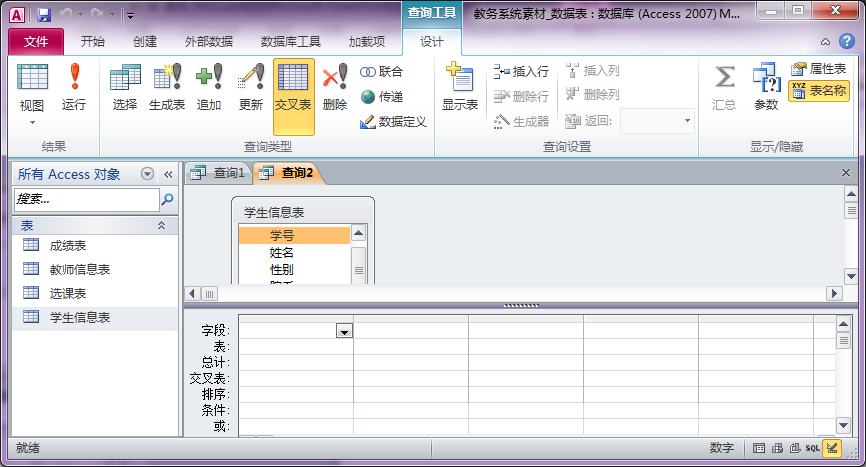 查询工具
教务系统素材_数据表 : 数据库 (Access 2007) M...
文件 开始 创建 外部数据 数据库工具 加载项 设计
视图 运行 选择 生成表 追加 更新 交叉表 删除 联合 传递 数据定义 显示表 插入行 删除行 生成器 插入列 删除列 返回: 汇总 参数 属性表 XYZ 表名称
结果 查询类型 查询设置 显示/隐藏
所有 Access 对象
搜索...
表
成绩表
教师信息表
选课表
学生信息表
查询1 查询2
学生信息表
学号
姓名
性别
字段:
表:
总计:
交叉表:
排序:
条件:
或:
就绪 数字 SQL